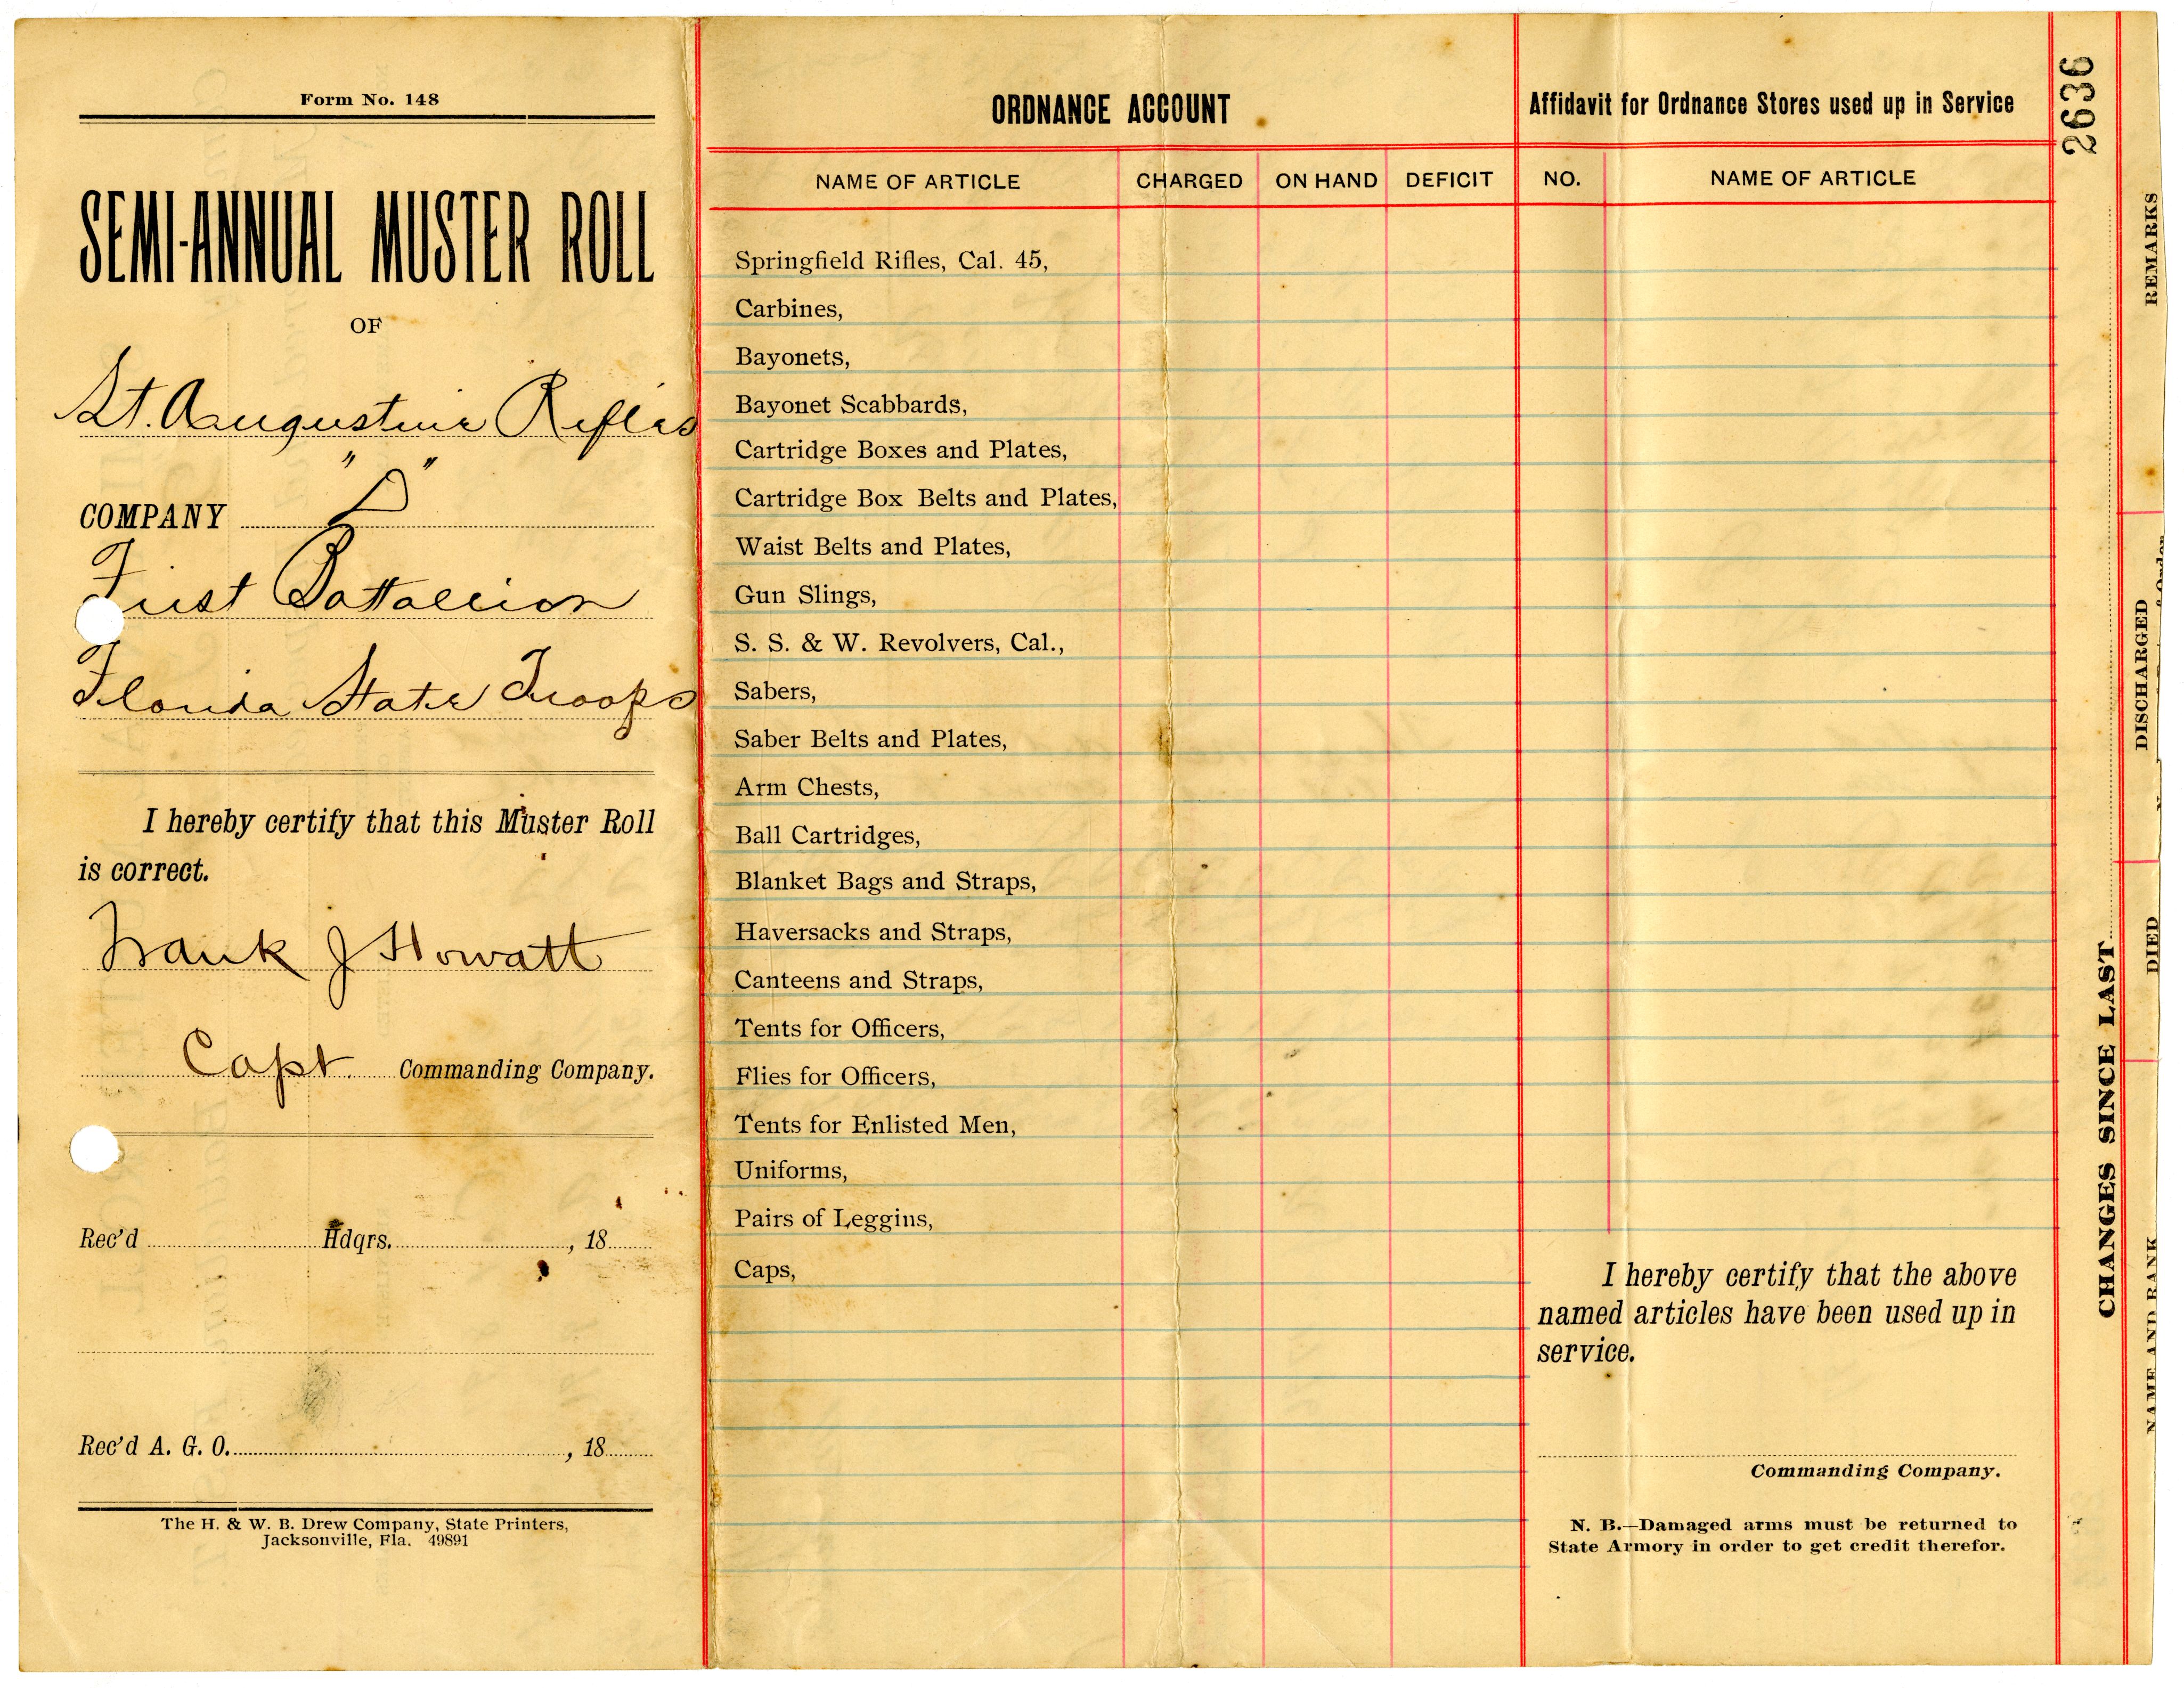 Form No. 148
SEMI-ANNUAL MUSTER ROLL
OF
St. Augustine Rifles
COMPANY "D"
First Battalion
Florida State Troops
I hereby certify that this Muster Roll
is correct.
Frank J Howatt
Capt. Commanding Company.
Rec'd Hdqrs. , 18
Rec'd A. G. O. , 18
The H. & W. B. Drew Company, State Printers,
Jacksonville, Fla. 49891
ORDNANCE ACCOUNT
NAME OF ARTICLE CHARGED ON HAND DEFICIT
Springfield Rifles, Cal. 45,
Carbines,
Bayonets,
Bayonet Scabbards,
Cartridge Boxes and Plates,
Cartridge Box Belts and Plates,
Waist Belts and Plates,
Gun Slings,
S. S. & W. Revolvers, Cal.,
Sabers,
Saber Belts and Plates,
Arm Chests,
Ball Cartridges,
Blanket Bags and Straps,
Haversacks and Straps,
Canteens and Straps,
Tents for Officers,
Flies for Officers,
Tents for Enlisted Men,
Uniforms,
Pairs of Leggins,
Caps,
Affidavit for Ordnance Stores used up in Service
NO. NAME OF ARTICLE
I hereby certify that the above
named articles have been used up in
service.
Commanding Company.
N. B.—Damaged arms must be returned to
State Armory in order to get credit therefor.
2636
CHANGES SINCE LAST
NAME AND RANK
DIED
DISCHARGED
REMARKS